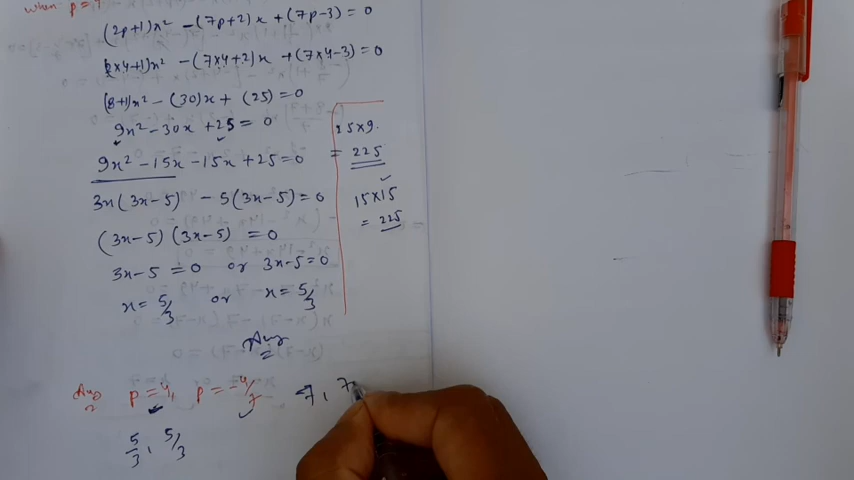 when p=4
(2p+1)x² -(7p+2)x +(7p-3)=0
(2×4+1)x² -(7×4+2)x +(7×4-3)=0
(8+1)x² -(30)x+ (25)=0
9x²-30x +25=0
9x²-15x -15x +25=0
3x(3x-5) -5(3x-5)=0
(3x-5)(3x-5) =0
3x-5 =0 or 3x-5=0
x=5/3 or x=5/3
Ans
25×9.
= 225
15×15
= 225
Ans p=4, p=-4/7 7, 7
5/3, 5/3